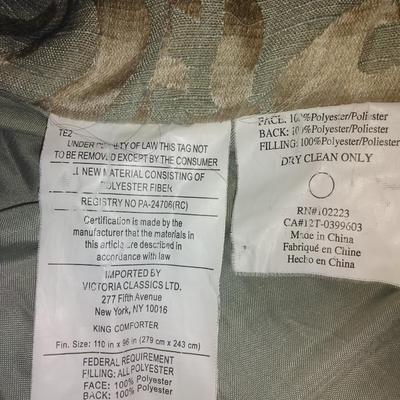 TE2
UNDER OF LAW THIS TAG NOT
TO BE REMOVED EXCEPT BY THE CONSUMER
NEW MATERIAL CONSISTING OF
POLYESTER FIBER
REGISTRY NO PA-24706(RC)
Certification is made by the
manufacturer that the materials in
this article are described in
accordance with law
IMPORTED BY
VICTORIA CLASSICS LTD.
277 Fifth Avenue
New York, NY 10016
KING COMFORTER
Fin. Size: 110 in x 96 in (279 cm x 243 cm)
FEDERAL REQUIREMENT
FILLING: ALL POLYESTER
FACE: 100% Polyester
BACK: 100% Polyester
FACE: 100%Polyester/Poliester
BACK: 100%Polyester/Poliester
FILLING: 100%Polyester/Poliester
DRY CLEAN ONLY
RN#102223
CA#12T-0399603
Made in China
Fabriqué en Chine
Hecho en China